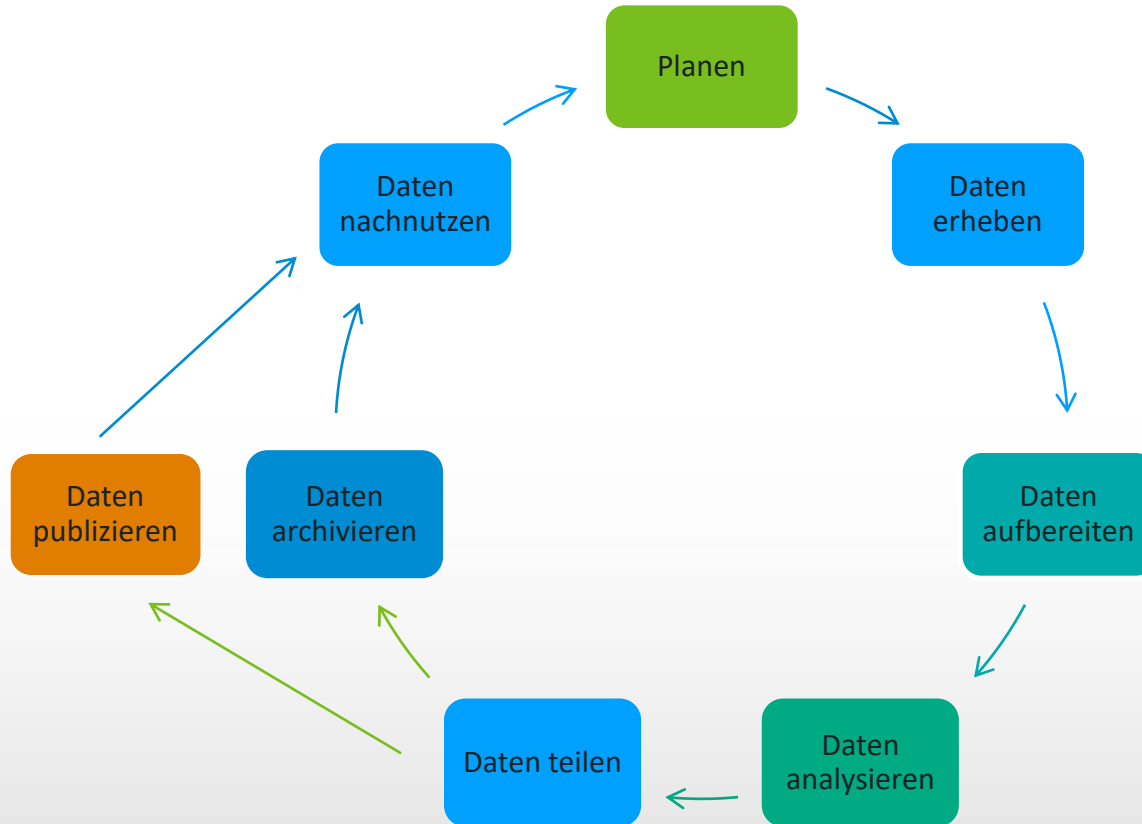 Planen
Daten
nachnutzen
Daten
erheben
Daten
publizieren
Daten
archivieren
Daten
aufbereiten
Daten teilen
Daten
analysieren